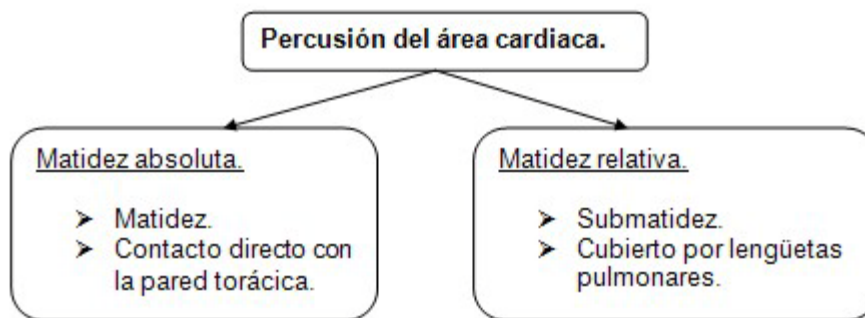 Percusión del área cardiaca.
Matidez absoluta.
➤ Matidez.
➤ Contacto directo con
la pared torácica.
Matidez relativa.
➤ Submatidez.
➤ Cubierto por lengüetas
pulmonares.